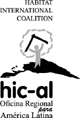 HABITAT
INTERNATIONAL
COALITION
hic-al
Oficina Regional
para
América Latina